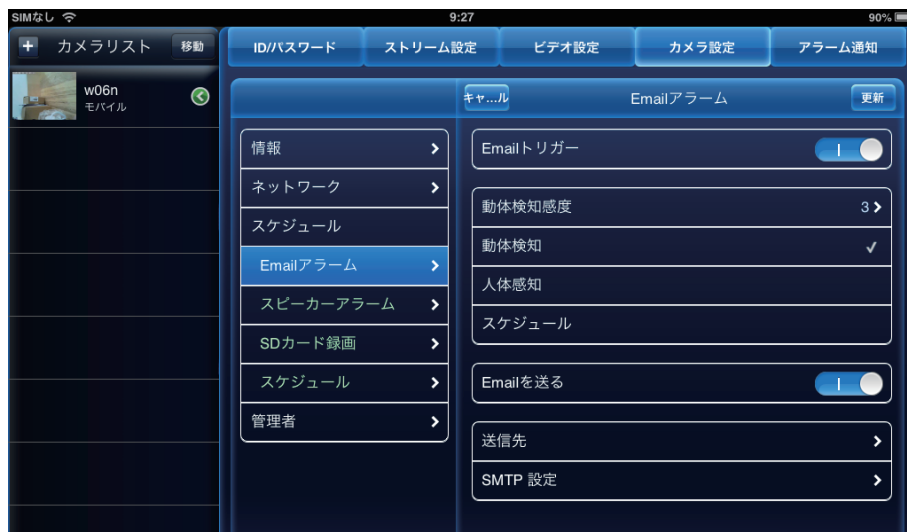 SIMなし
9:27
90%
カメラリスト
移動
w06n
モバイル
ID/パスワード
ストリーム設定
ビデオ設定
カメラ設定
アラーム通知
キャ...ル
Emailアラーム
更新
情報
ネットワーク
スケジュール
Emailアラーム
スピーカーアラーム
SDカード録画
スケジュール
管理者
Emailトリガー
動体検知感度 3
動体検知
人体感知
スケジュール
Emailを送る
送信先
SMTP 設定